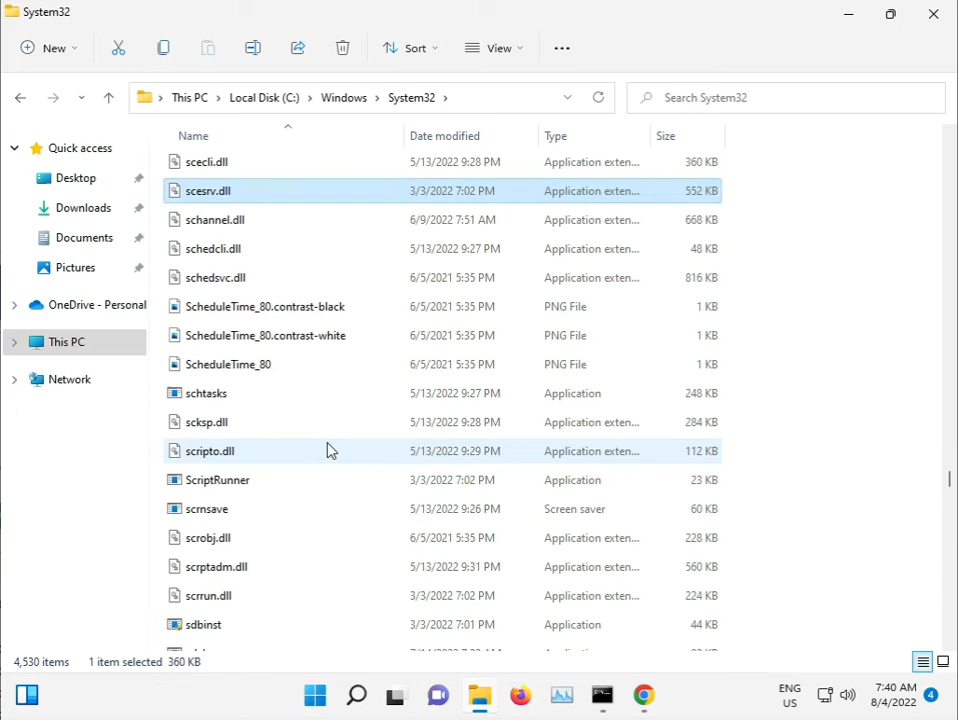 System32
New
Sort
View
This PC
Local Disk (C:)
Windows
System32
Search System32
Name
Date modified
Type
Size
Quick access
Desktop
Downloads
Documents
Pictures
OneDrive - Personal
This PC
Network
scecli.dll 5/13/2022 9:28 PM Application exten... 360 KB
scesrv.dll 3/3/2022 7:02 PM Application exten... 552 KB
schannel.dll 6/9/2022 7:51 AM Application exten... 668 KB
schedcli.dll 5/13/2022 9:27 PM Application exten... 48 KB
schedsvc.dll 6/5/2021 5:35 PM Application exten... 816 KB
ScheduleTime_80.contrast-black 6/5/2021 5:35 PM PNG File 1 KB
ScheduleTime_80.contrast-white 6/5/2021 5:35 PM PNG File 1 KB
ScheduleTime_80 6/5/2021 5:35 PM PNG File 1 KB
schtasks 5/13/2022 9:27 PM Application 248 KB
scksp.dll 5/13/2022 9:28 PM Application exten... 284 KB
scripto.dll 5/13/2022 9:29 PM Application exten... 112 KB
ScriptRunner 3/3/2022 7:02 PM Application 23 KB
scrnsave 5/13/2022 9:26 PM Screen saver 60 KB
scrobj.dll 6/5/2021 5:35 PM Application exten... 228 KB
scrptadm.dll 5/13/2022 9:31 PM Application exten... 560 KB
scrrun.dll 3/3/2022 7:02 PM Application exten... 224 KB
sdbinst 3/3/2022 7:01 PM Application 44 KB
4,530 items
1 item selected 360 KB
ENG
US
7:40 AM
8/4/2022
4